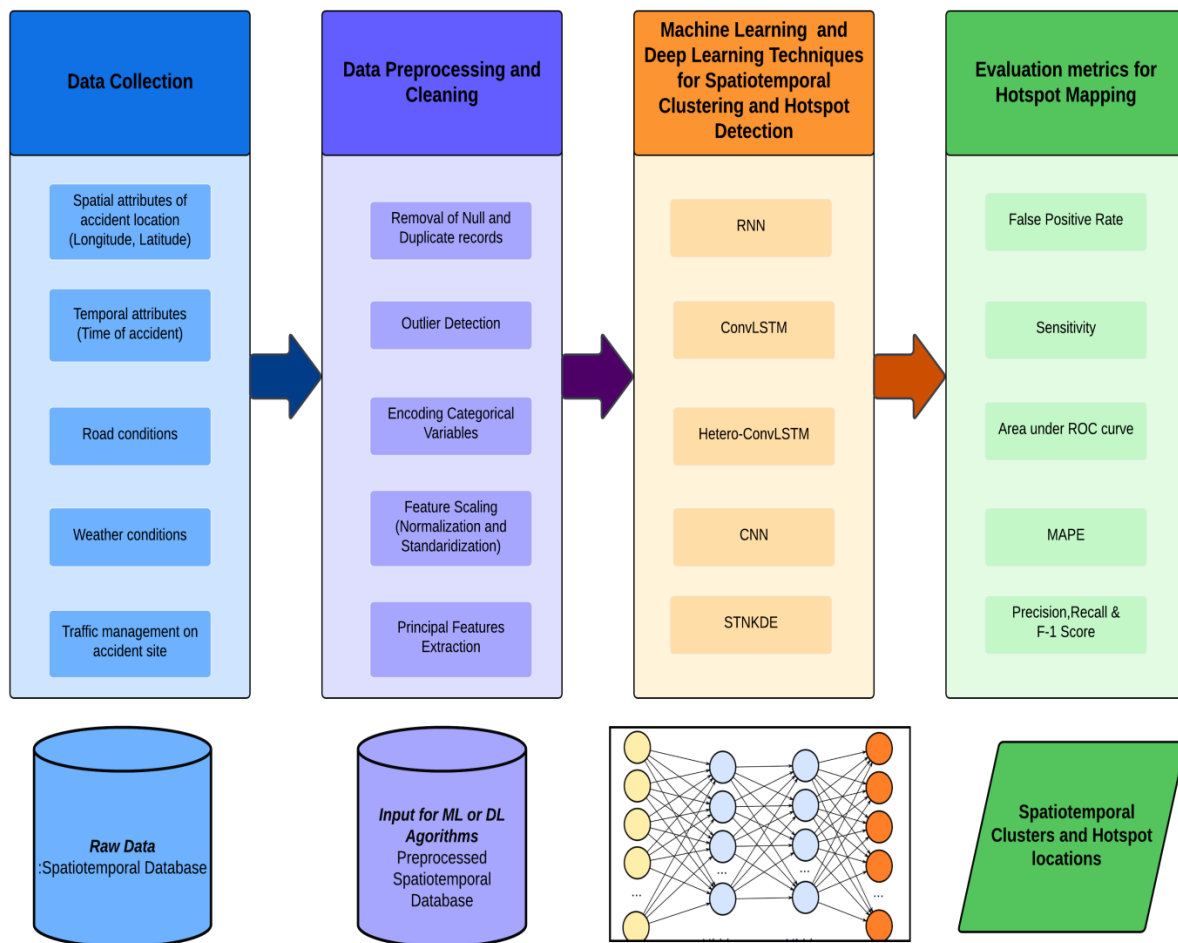 Data Collection
Spatial attributes of
accident location
(Longitude, Latitude)
Temporal attributes
(Time of accident)
Road conditions
Weather conditions
Traffic management on
accident site
Data Preprocessing and
Cleaning
Removal of Null and
Duplicate records
Outlier Detection
Encoding Categorical
Variables
Feature Scaling
(Normalization and
Standaridization)
Principal Features
Extraction
Machine Learning and
Deep Learning Techniques
for Spatiotemporal
Clustering and Hotspot
Detection
RNN
ConvLSTM
Hetero-ConvLSTM
CNN
STNKDE
Evaluation metrics for
Hotspot Mapping
False Positive Rate
Sensitivity
Area under ROC curve
MAPE
Precision,Recall &
F-1 Score
Raw Data
:Spatiotemporal Database
Input for ML or DL
Agorithms
Preprocessed
Spatiotemporal
Database
...
...
...
...
Spatiotemporal
Clusters and Hotspot
locations